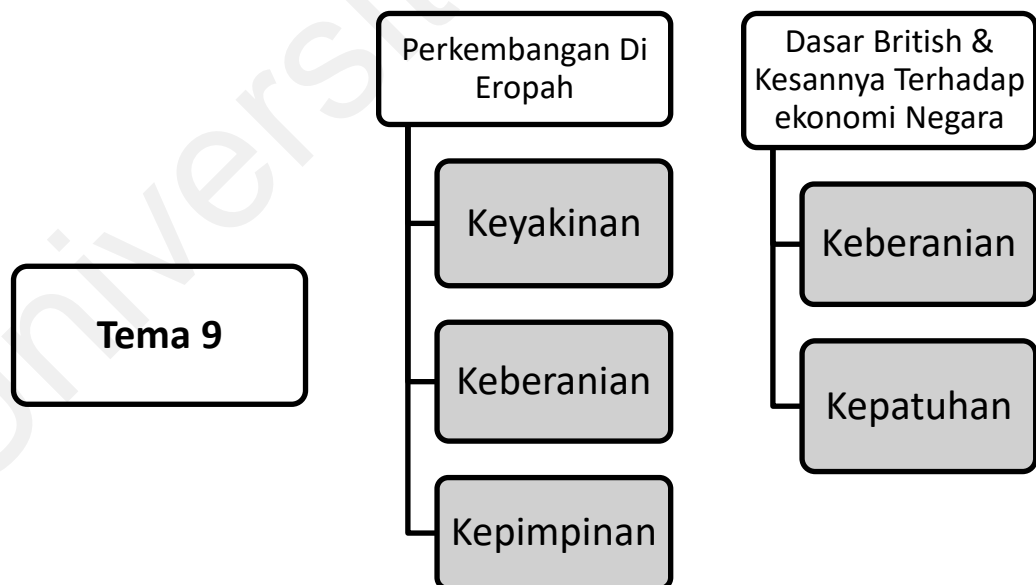 Tema 9
Perkembangan Di
Eropah
Keyakinan
Keberanian
Kepimpinan
Dasar British &
Kesannya Terhadap
ekonomi Negara
Keberanian
Kepatuhan